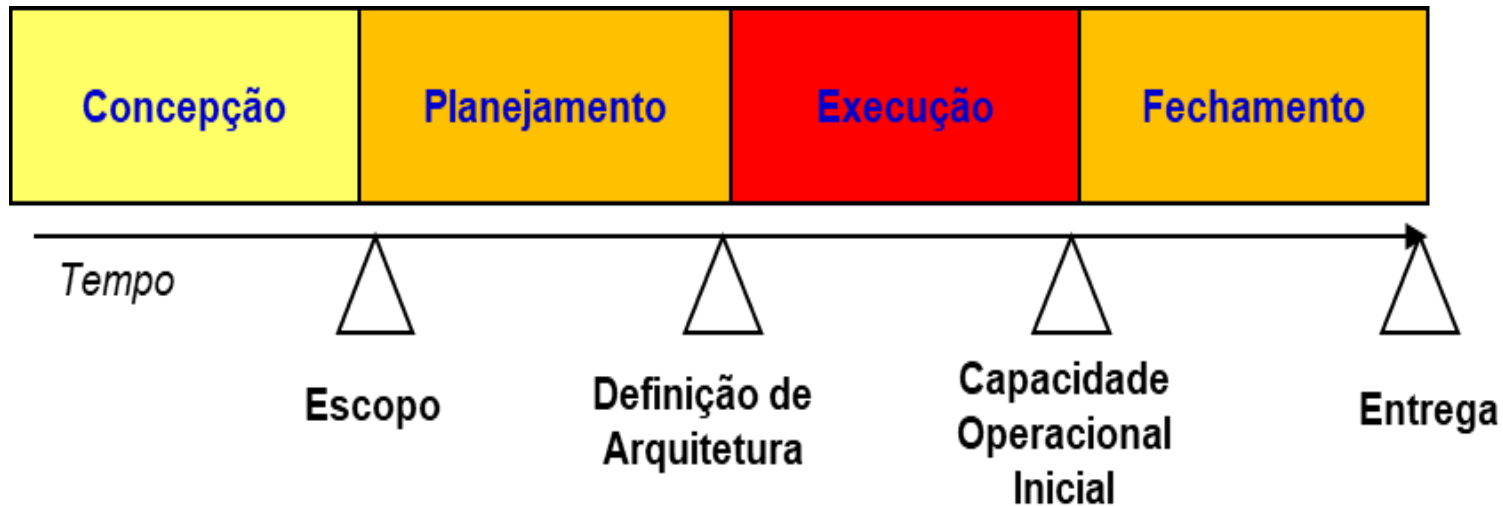 Concepção
Planejamento
Execução
Fechamento
Tempo
Escopo
Definição de
Arquitetura
Capacidade
Operacional
Inicial
Entrega